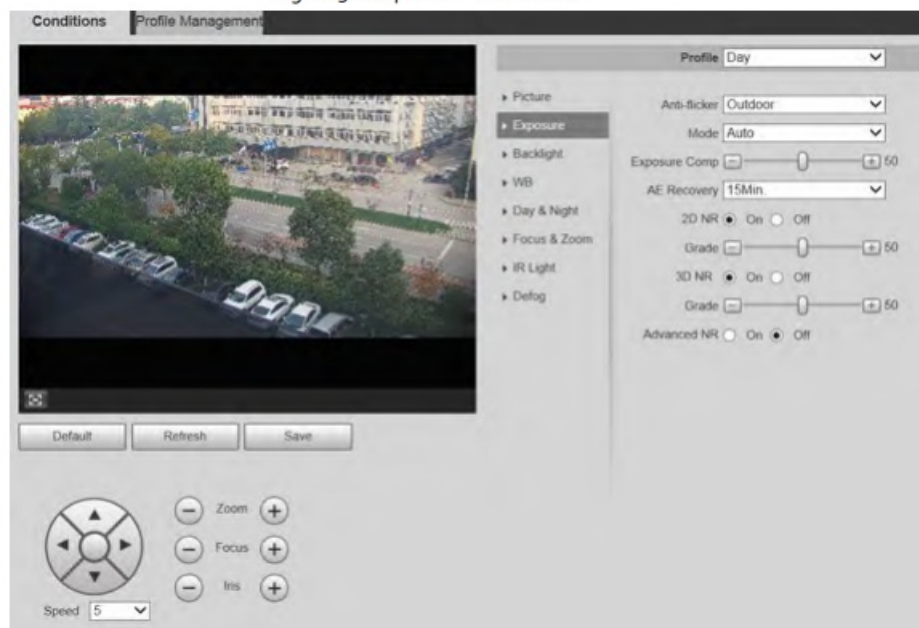 Conditions
Profile Management
Profile Day
Picture
Exposure
Backlight
WB
Day & Night
Focus & Zoom
IR Light
Defog
Anti-flicker Outdoor
Mode Auto
Exposure Comp 50
AE Recovery 15Min.
2D NR On Off
Grade 50
3D NR On Off
Grade 50
Advanced NR On Off
Default Refresh Save
Zoom
Focus
Iris
Speed 5